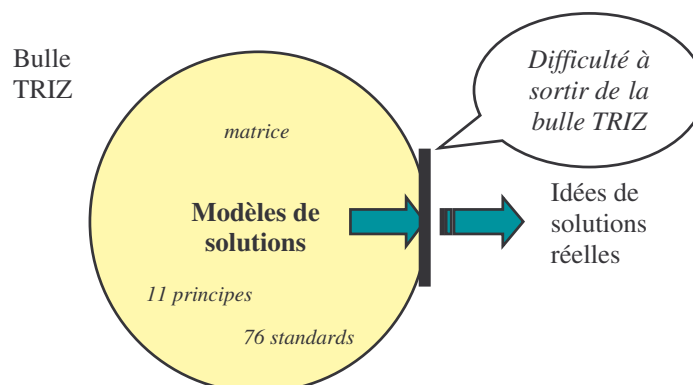 Bulle
TRIZ
Difficulté à
sortir de la
bulle TRIZ
matrice
Modèles de
solutions
Idées de
solutions
réelles
11 principes
76 standards